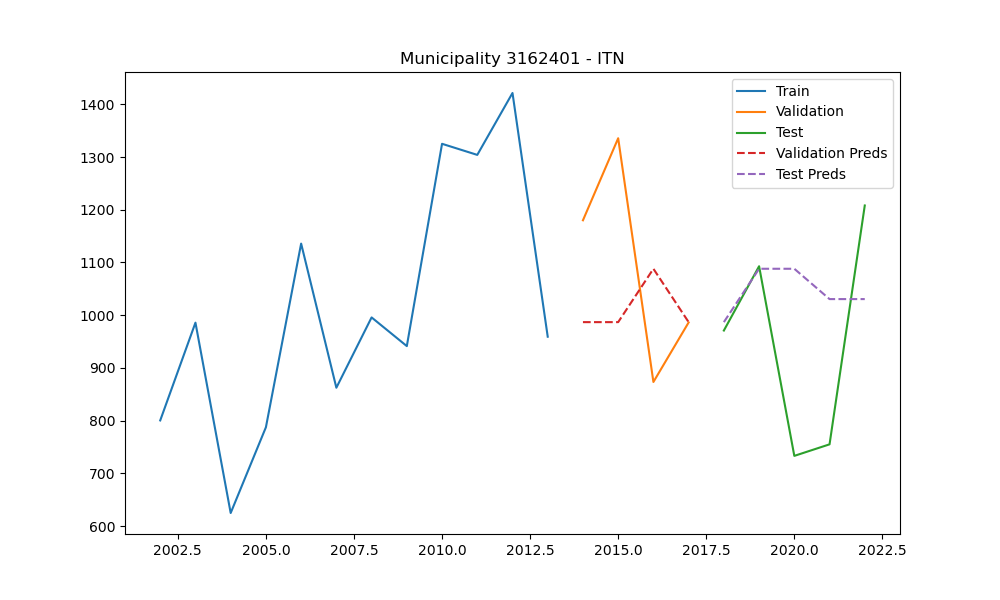 Municipality 3162401 - ITN
Train
Validation
Test
Validation Preds
Test Preds
1400
1300
1200
1100
1000
900
800
700
600
2002.5 2005.0 2007.5 2010.0 2012.5 2015.0 2017.5 2020.0 2022.5